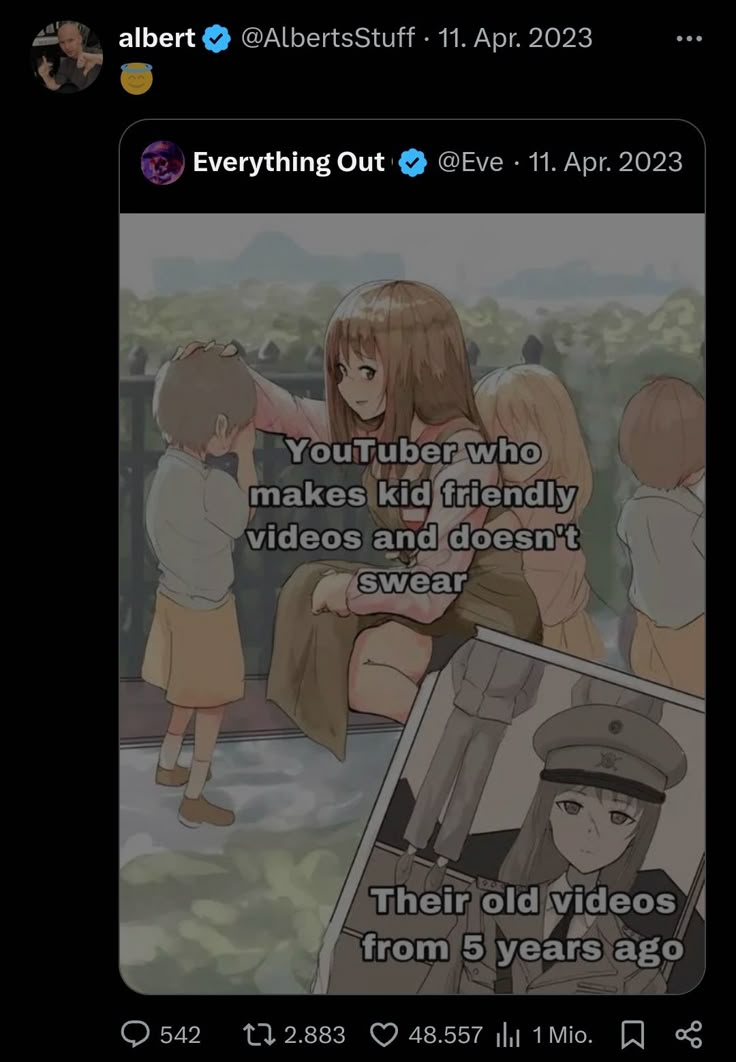 albert @AlbertsStuff · 11. Apr. 2023
Everything Out @Eve · 11. Apr. 2023
YouTuber who
makes kid friendly
videos and doesn't
swear
Their old videos
from 5 years ago
542 2.883 48.557 1 Mio.